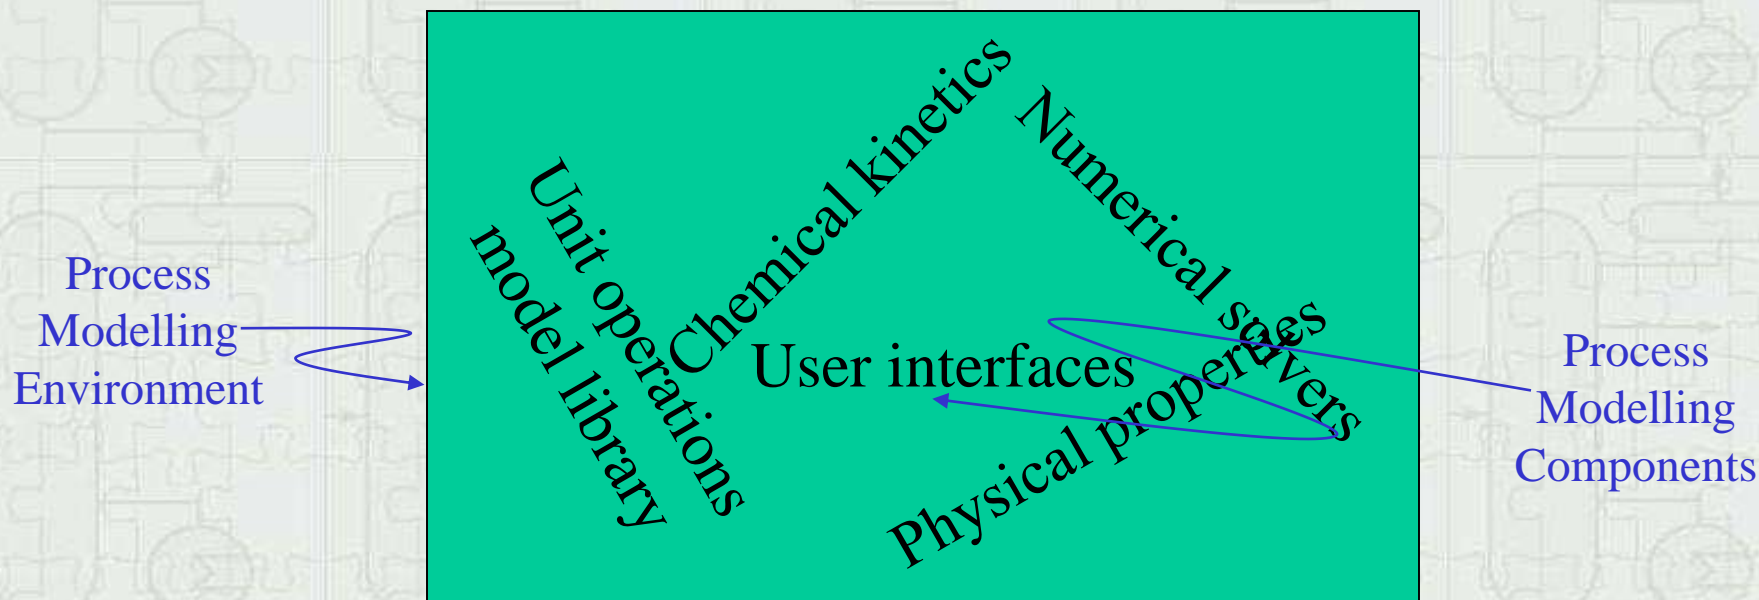 Process
Modelling
Environment
Unit operations
model library
Chemical kinetics
Numerical solvers
User interfaces
Physical properties
Process
Modelling
Components